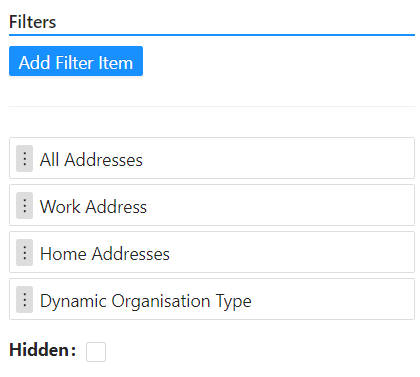 Filters
Add Filter Item
All Addresses
Work Address
Home Addresses
Dynamic Organisation Type
Hidden: